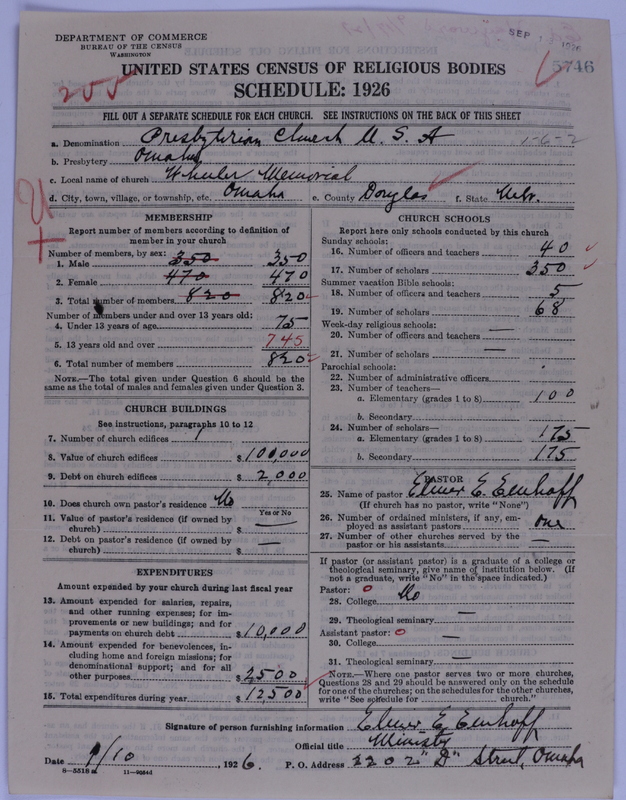 DEPARTMENT OF COMMERCE
BUREAU OF THE CENSUS
WASHINGTON
SEP
1926
5746
UNITED STATES CENSUS OF RELIGIOUS BODIES
SCHEDULE: 1926
FILL OUT A SEPARATE SCHEDULE FOR EACH CHURCH. SEE INSTRUCTIONS ON THE BACK OF THIS SHEET
a. Denomination Presbyterian Church U. S. A 1-6-2
b. Presbytery Omaha
c. Local name of church Wheeler Memorial
d. City, town, village, or township, etc. Omaha e. County Douglas f. State Nebr.
MEMBERSHIP
Report number of members according to definition of member in your church
Number of members, by sex:
1. Male 350 350
2. Female 470 470
3. Total number of members 820 820
Number of members under and over 13 years old:
4. Under 13 years of age 75
5. 13 years old and over 745
6. Total number of members 820
NOTE.—The total given under Question 6 should be the same as the total of males and females given under Question 3.
CHURCH BUILDINGS
See instructions, paragraphs 10 to 12
7. Number of church edifices 1
8. Value of church edifices $ 100,000
9. Debt on church edifices $ 2,000
10. Does church own pastor's residence No
Yes or No
11. Value of pastor's residence (if owned by church) $ —
12. Debt on pastor's residence (if owned by church) $ —
EXPENDITURES
Amount expended by your church during last fiscal year
13. Amount expended for salaries, repairs, and other running expenses; for improvements or new buildings; and for payments on church debt $ 10,000
14. Amount expended for benevolences, including home and foreign missions; for denominational support; and for all other purposes $ 2500
15. Total expenditures during year $ 12,500
CHURCH SCHOOLS
Report here only schools conducted by this church
Sunday schools:
16. Number of officers and teachers 40
17. Number of scholars 350
Summer vacation Bible schools:
18. Number of officers and teachers 5
19. Number of scholars 68
Week-day religious schools:
20. Number of officers and teachers —
21. Number of scholars —
Parochial schools:
22. Number of administrative officers
23. Number of teachers—
a. Elementary (grades 1 to 8) 100
b. Secondary
24. Number of scholars—
a. Elementary (grades 1 to 8) 175
b. Secondary 175
PASTOR
25. Name of pastor Elmer E. Emhoff
(If church has no pastor, write "None")
26. Number of ordained ministers, if any, employed as assistant pastors one
27. Number of other churches served by the pastor or his assistants —
If pastor (or assistant pastor) is a graduate of a college or theological seminary, give name of institution below. (If not a graduate, write "No" in the space indicated.)
Pastor:
28. College No
29. Theological seminary —
Assistant pastor:
30. College —
31. Theological seminary —
NOTE.—Where one pastor serves two or more churches, Questions 28 and 29 should be answered only on the schedule for one of the churches; on the schedules for the other churches, write "See schedule for church."
Signature of person furnishing information Elmer E. Emhoff
Official title Ministry
Date 9/10, 1926. P. O. Address 2202 "D" Street, Omaha
8—5518 a 11—9054d